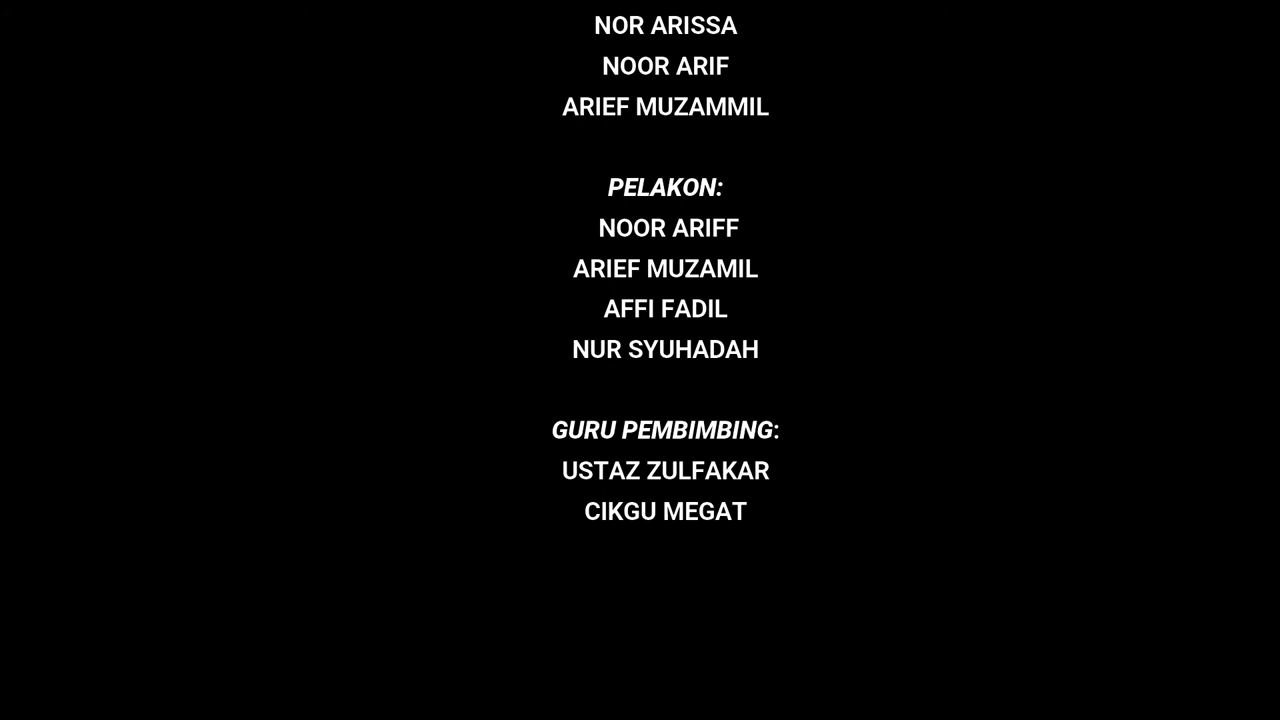 NOR ARISSA
NOOR ARIF
ARIEF MUZAMMIL
PELAKON:
NOOR ARIFF
ARIEF MUZAMIL
AFFI FADIL
NUR SYUHADAH
GURU PEMBIMBING:
USTAZ ZULFAKAR
CIKGU MEGAT